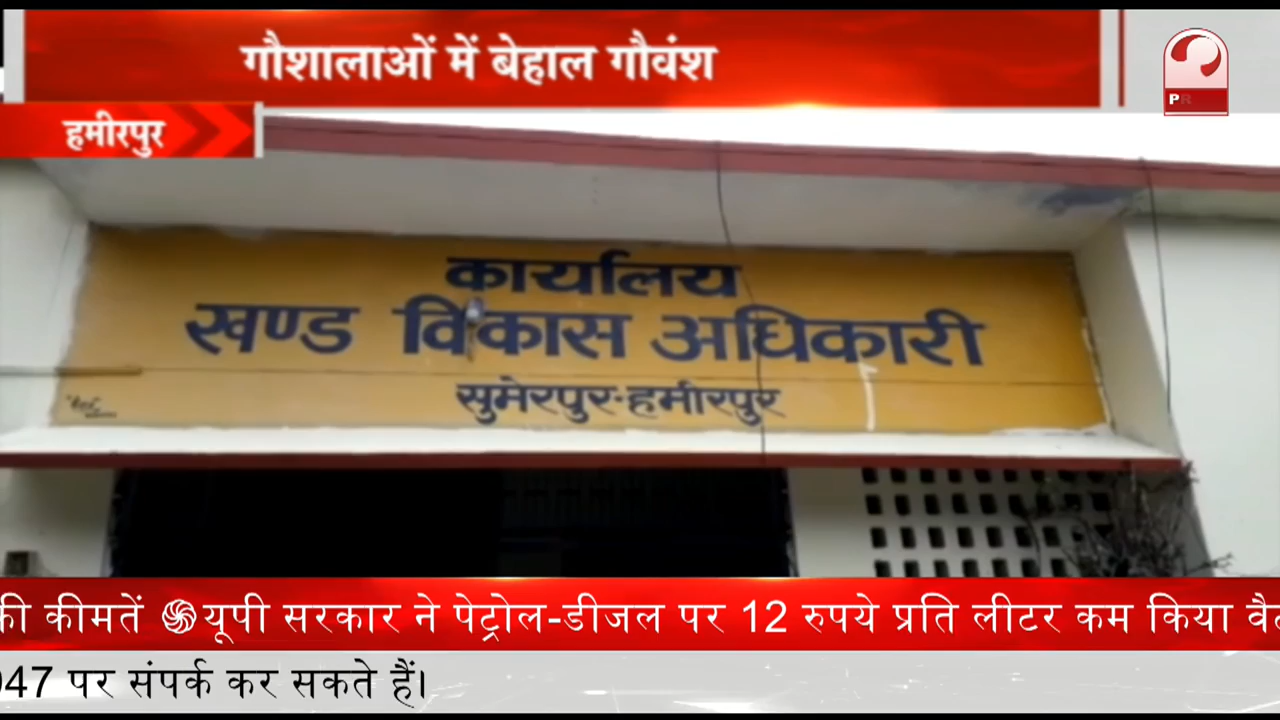 गौशालाओं में बेहाल गौवंश
हमीरपुर
कार्यालय
खण्ड विकास अधिकारी
सुमेरपुर-हमीरपुर
की कीमतें यूपी सरकार ने पेट्रोल-डीजल पर 12 रुपये प्रति लीटर कम किया
047 पर संपर्क कर सकते हैं।